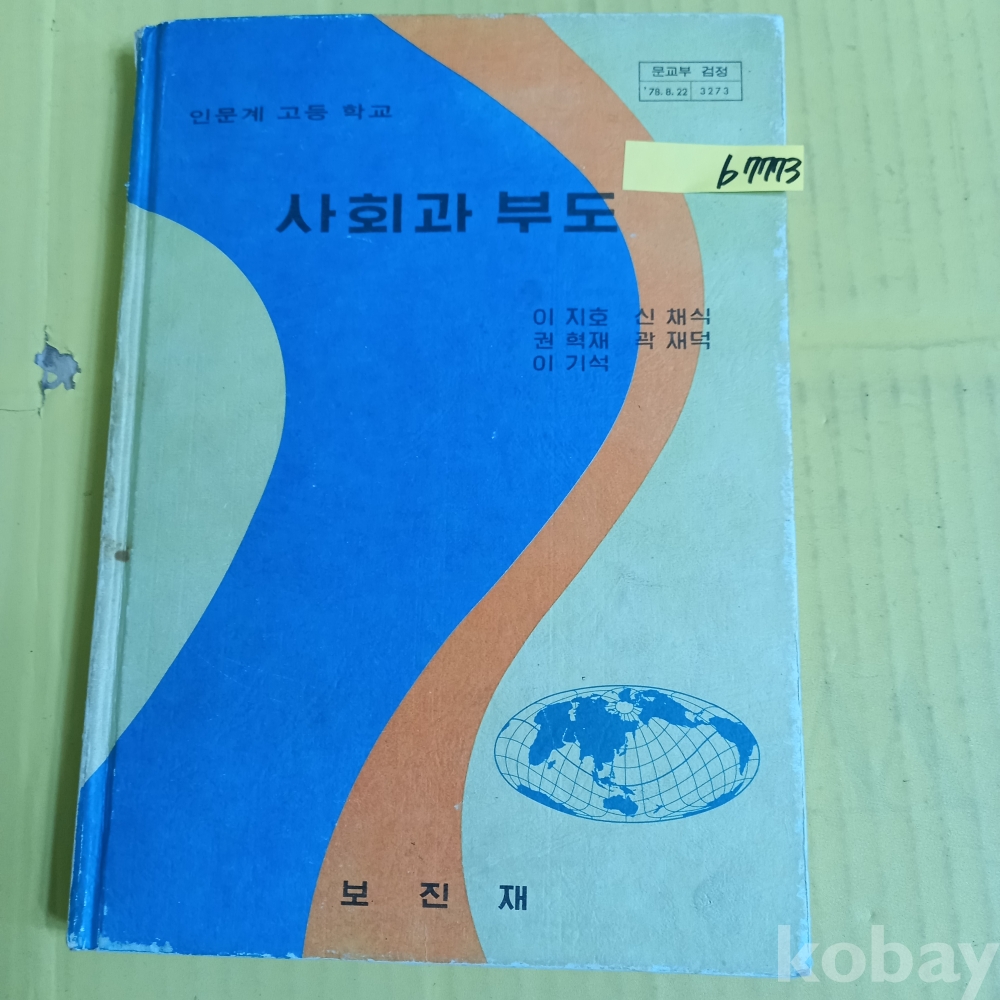 문교부 검정
'78. 8. 22 3273
인문계 고등 학교
b7773
사회과 부도
이 지호 신 채식
권 혁재 곽 재덕
이 기석
보 진 재
kobay